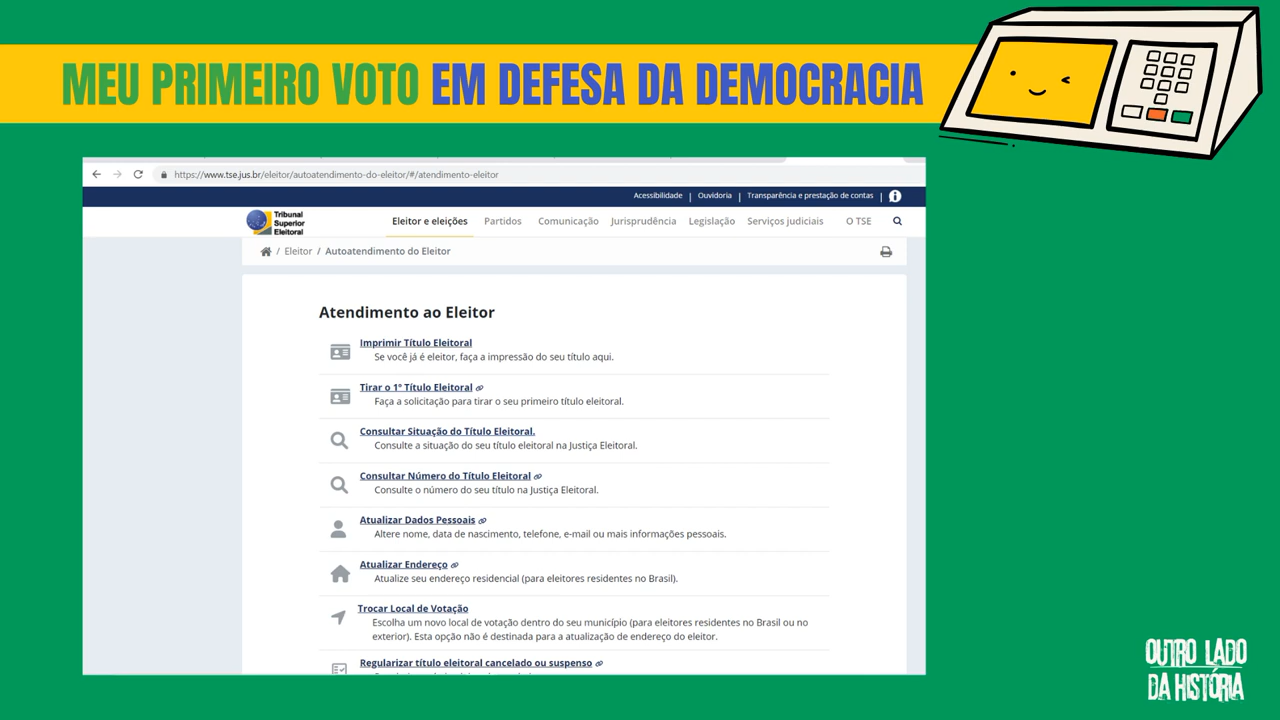 MEU PRIMEIRO VOTO EM DEFESA DA DEMOCRACIA
https://www.tse.jus.br/eleitor/autoatendimento-do-eleitor/#/atendimento-eleitor
Acessibilidade | Ouvidoria | Transparência e prestação de contas |
Tribunal
Superior
Eleitoral
Eleitor e eleições Partidos Comunicação Jurisprudência Legislação Serviços judiciais O TSE
/ Eleitor / Autoatendimento do Eleitor
Atendimento ao Eleitor
Imprimir Título Eleitoral
Se você já é eleitor, faça a impressão do seu título aqui.
Tirar o 1º Título Eleitoral
Faça a solicitação para tirar o seu primeiro título eleitoral.
Consultar Situação do Título Eleitoral.
Consulte a situação do seu título eleitoral na Justiça Eleitoral.
Consultar Número do Título Eleitoral
Consulte o número do seu título na Justiça Eleitoral.
Atualizar Dados Pessoais
Altere nome, data de nascimento, telefone, e-mail ou mais informações pessoais.
Atualizar Endereço
Atualize seu endereço residencial (para eleitores residentes no Brasil).
Trocar Local de Votação
Escolha um novo local de votação dentro do seu município (para eleitores residentes no Brasil ou no
exterior). Esta opção não é destinada para a atualização de endereço do eleitor.
Regularizar título eleitoral cancelado ou suspenso
OUTRO LADO
DA HISTÓRIA